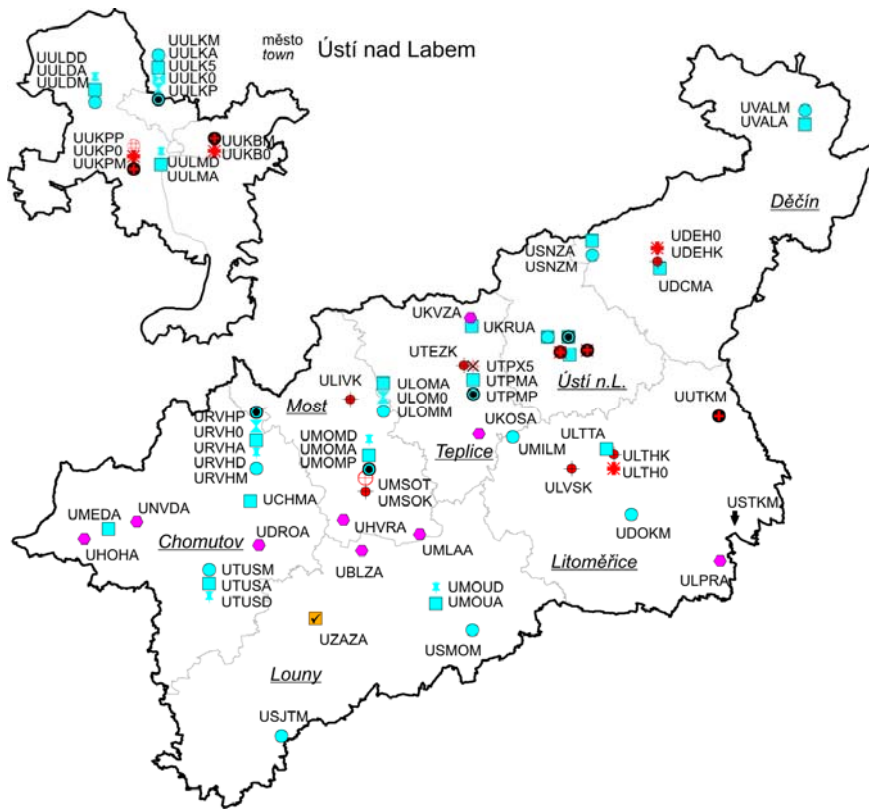 UULKM
UULKA
UULK5
UULK0
UULKP
město
town
Ústí nad Labem
UULDD
UULDA
UULDM
UUKPP
UUKP0
UUKPM
UUKBM
UUKB0
UULMD
UULMA
UVALM
UVALA
Děčín
USNZA
USNZM
UDEH0
UDEHK
UDCMA
UKVZA
UKRUA
UTEZK
UTPX5
UTPMA
UTPMP
Ústí n.L.
ULIVK
ULOMA
ULOM0
ULOMM
Most
URVHP
URVH0
URVHA
URVHD
URVHM
UMOMD
UMOMA
UMOMP
UKOSA
Teplice
UMILM
UUTKM
ULTTA
ULTHK
ULTH0
ULVSK
UMSOT
UMSOK
UCHMA
USTKM
UMEDA
UNVDA
UHOHA
Chomutov
UDROA
UHVRA
UMLAA
UBLZA
UDOKM
Litoměřice
ULPRA
UTUSM
UTUSA
UTUSD
UMOUD
UMOUA
UZAZA
USMOM
Louny
USJTM